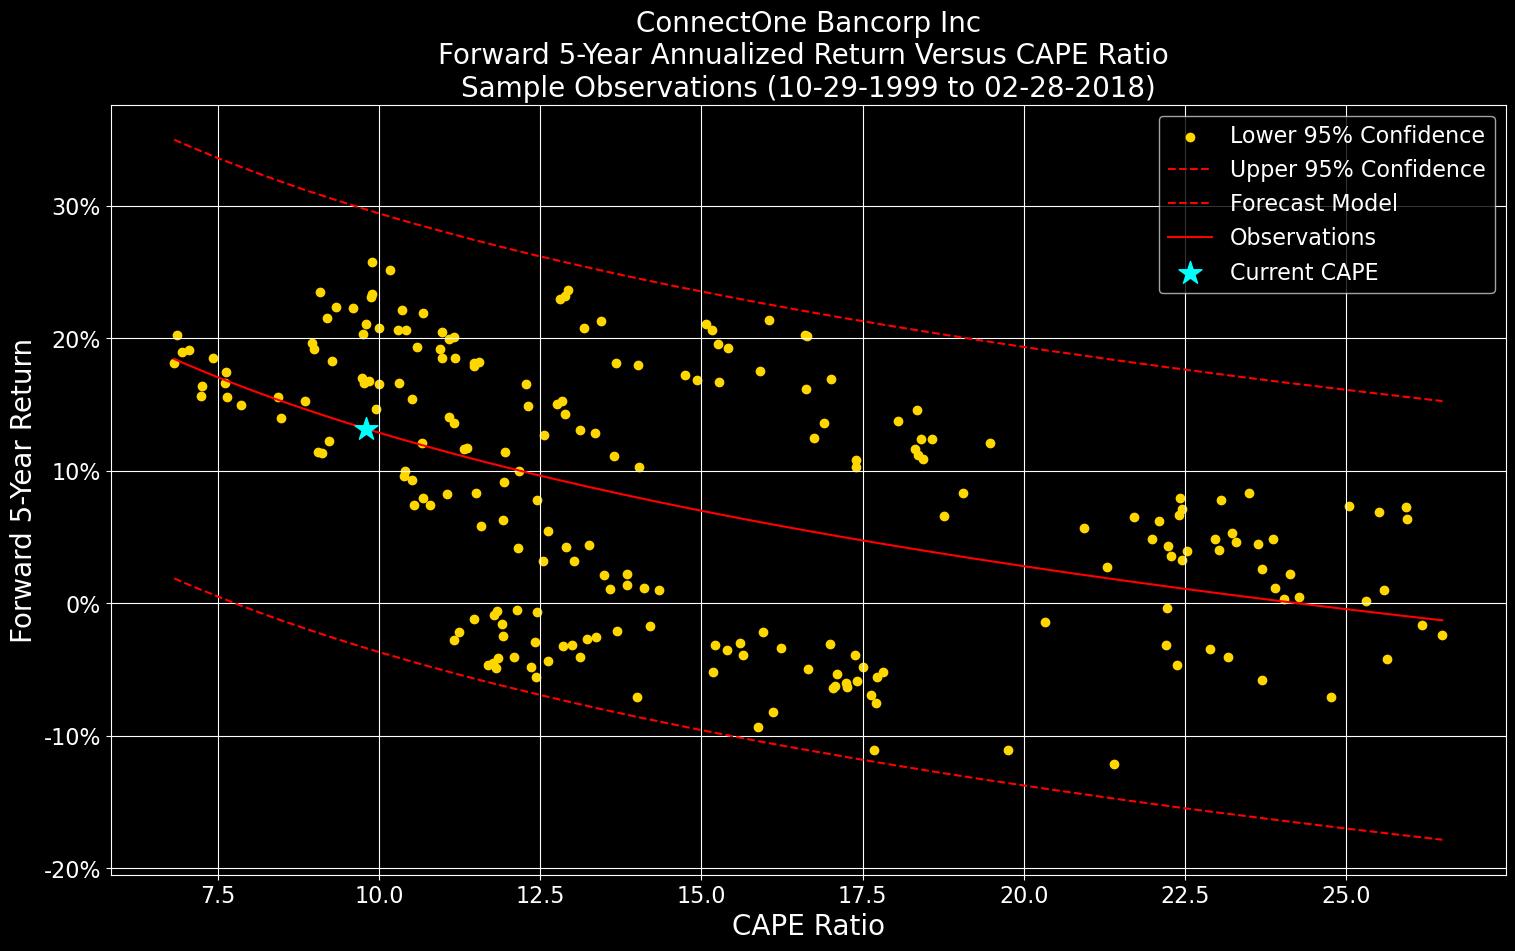 ConnectOne Bancorp Inc
Forward 5-Year Annualized Return Versus CAPE Ratio
Sample Observations (10-29-1999 to 02-28-2018)
Lower 95% Confidence
Upper 95% Confidence
Forecast Model
Observations
Current CAPE
Forward 5-Year Return
30%
20%
10%
0%
-10%
-20%
7.5
10.0
12.5
15.0
17.5
20.0
22.5
25.0
CAPE Ratio